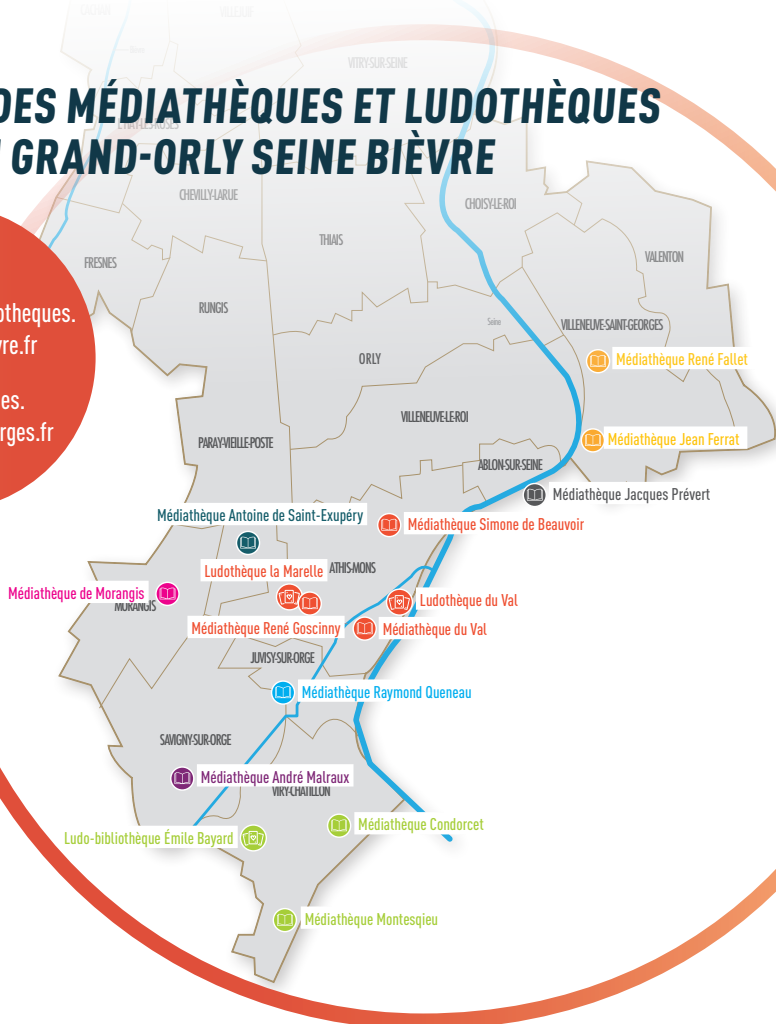 CACHAN
VILLEJUIF
VITRY-SUR-SEINE
DES MÉDIATHÈQUES ET LUDOTHÈQUES
L'HAŸ-LES-ROSES
GRAND-ORLY SEINE BIÈVRE
CHEVILLY-LARUE
CHOISY-LE-ROI
THIAIS
FRESNES
VALENTON
RUNGIS
otheques.
vre.fr
Seine
VILLENEUVE-SAINT-GEORGES
ORLY
Médiathèque René Fallet
es.
rges.fr
VILLENEUVE-LE-ROI
PARAY-VIEILLE-POSTE
Médiathèque Jean Ferrat
ABLON-SUR-SEINE
Médiathèque Jacques Prévert
Médiathèque Antoine de Saint-Exupéry
Médiathèque Simone de Beauvoir
Ludothèque la Marelle
ATHIS-MONS
Médiathèque de Morangis
MORANGIS
Ludothèque du Val
Médiathèque René Goscinny
Médiathèque du Val
JUVISY-SUR-ORGE
Médiathèque Raymond Queneau
SAVIGNY-SUR-ORGE
Médiathèque André Malraux
VIRY-CHATILLON
Médiathèque Condorcet
Ludo-bibliothèque Émile Bayard
Médiathèque Montesqieu